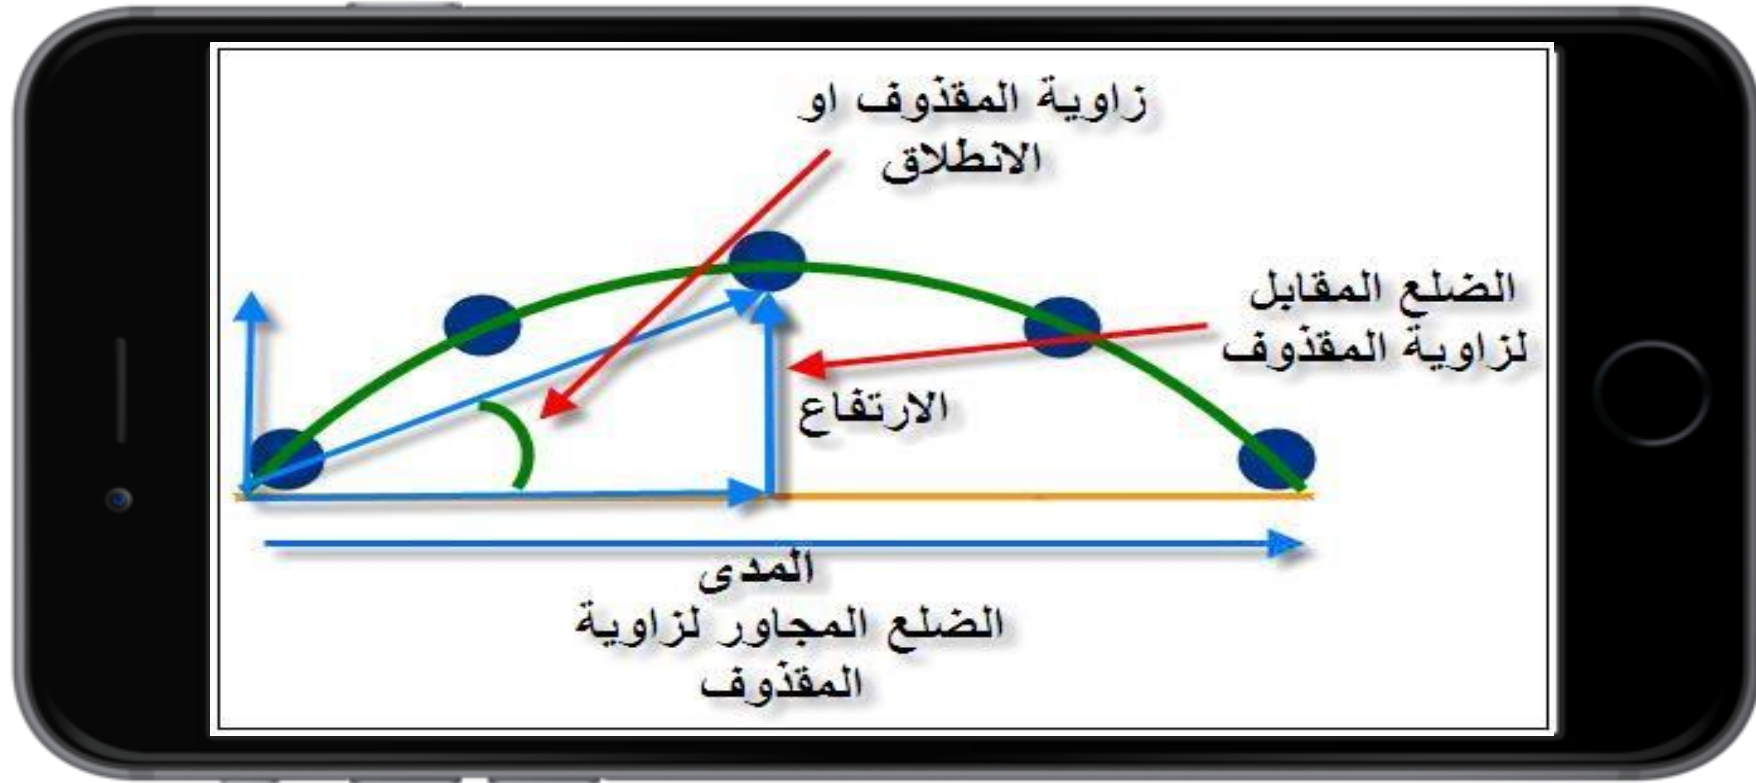 زاوية المقذوف او
الانطلاق
الضلع المقابل
لزاوية المقذوف
الارتفاع
المدى
الضلع المجاور لزاوية
المقذوف